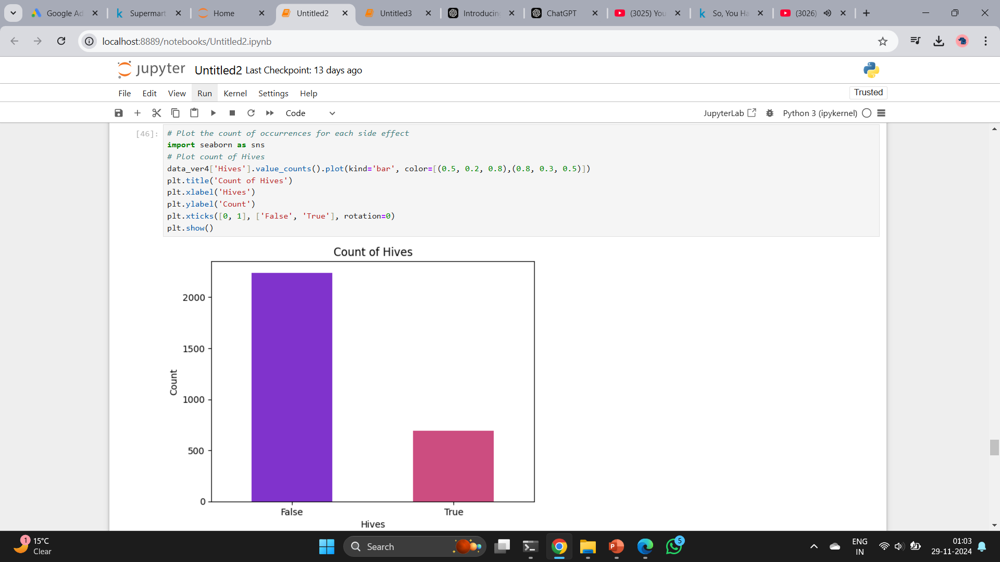 Google Ad
Supermart
Home
Untitled2
Untitled3
Introducin
ChatGPT
(3025) You
So, You Ha
(3026)
localhost:8889/notebooks/Untitled2.ipynb
jupyter Untitled2 Last Checkpoint: 13 days ago
File Edit View Run Kernel Settings Help Trusted
Code JupyterLab Python 3 (ipykernel)
[46]: # Plot the count of occurrences for each side effect
import seaborn as sns
# Plot count of Hives
data_ver4['Hives'].value_counts().plot(kind='bar', color=[(0.5, 0.2, 0.8),(0.8, 0.3, 0.5)])
plt.title('Count of Hives')
plt.xlabel('Hives')
plt.ylabel('Count')
plt.xticks([0, 1], ['False', 'True'], rotation=0)
plt.show()
Count of Hives
2000
1500
1000
500
0
Count
False True
Hives
1
15°C
Clear
Search
5
ENG
IN
01:03
29-11-2024